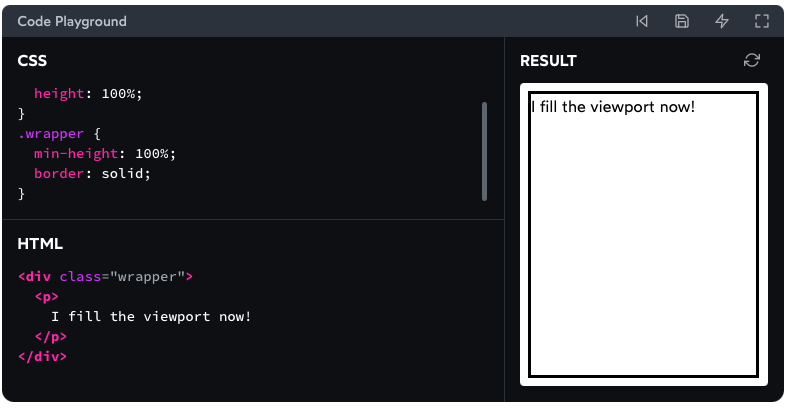 Code Playground
CSS
height: 100%;
}
.wrapper {
min-height: 100%;
border: solid;
}
HTML
<div class="wrapper">
<p>
I fill the viewport now!
</p>
</div>
RESULT
I fill the viewport now!